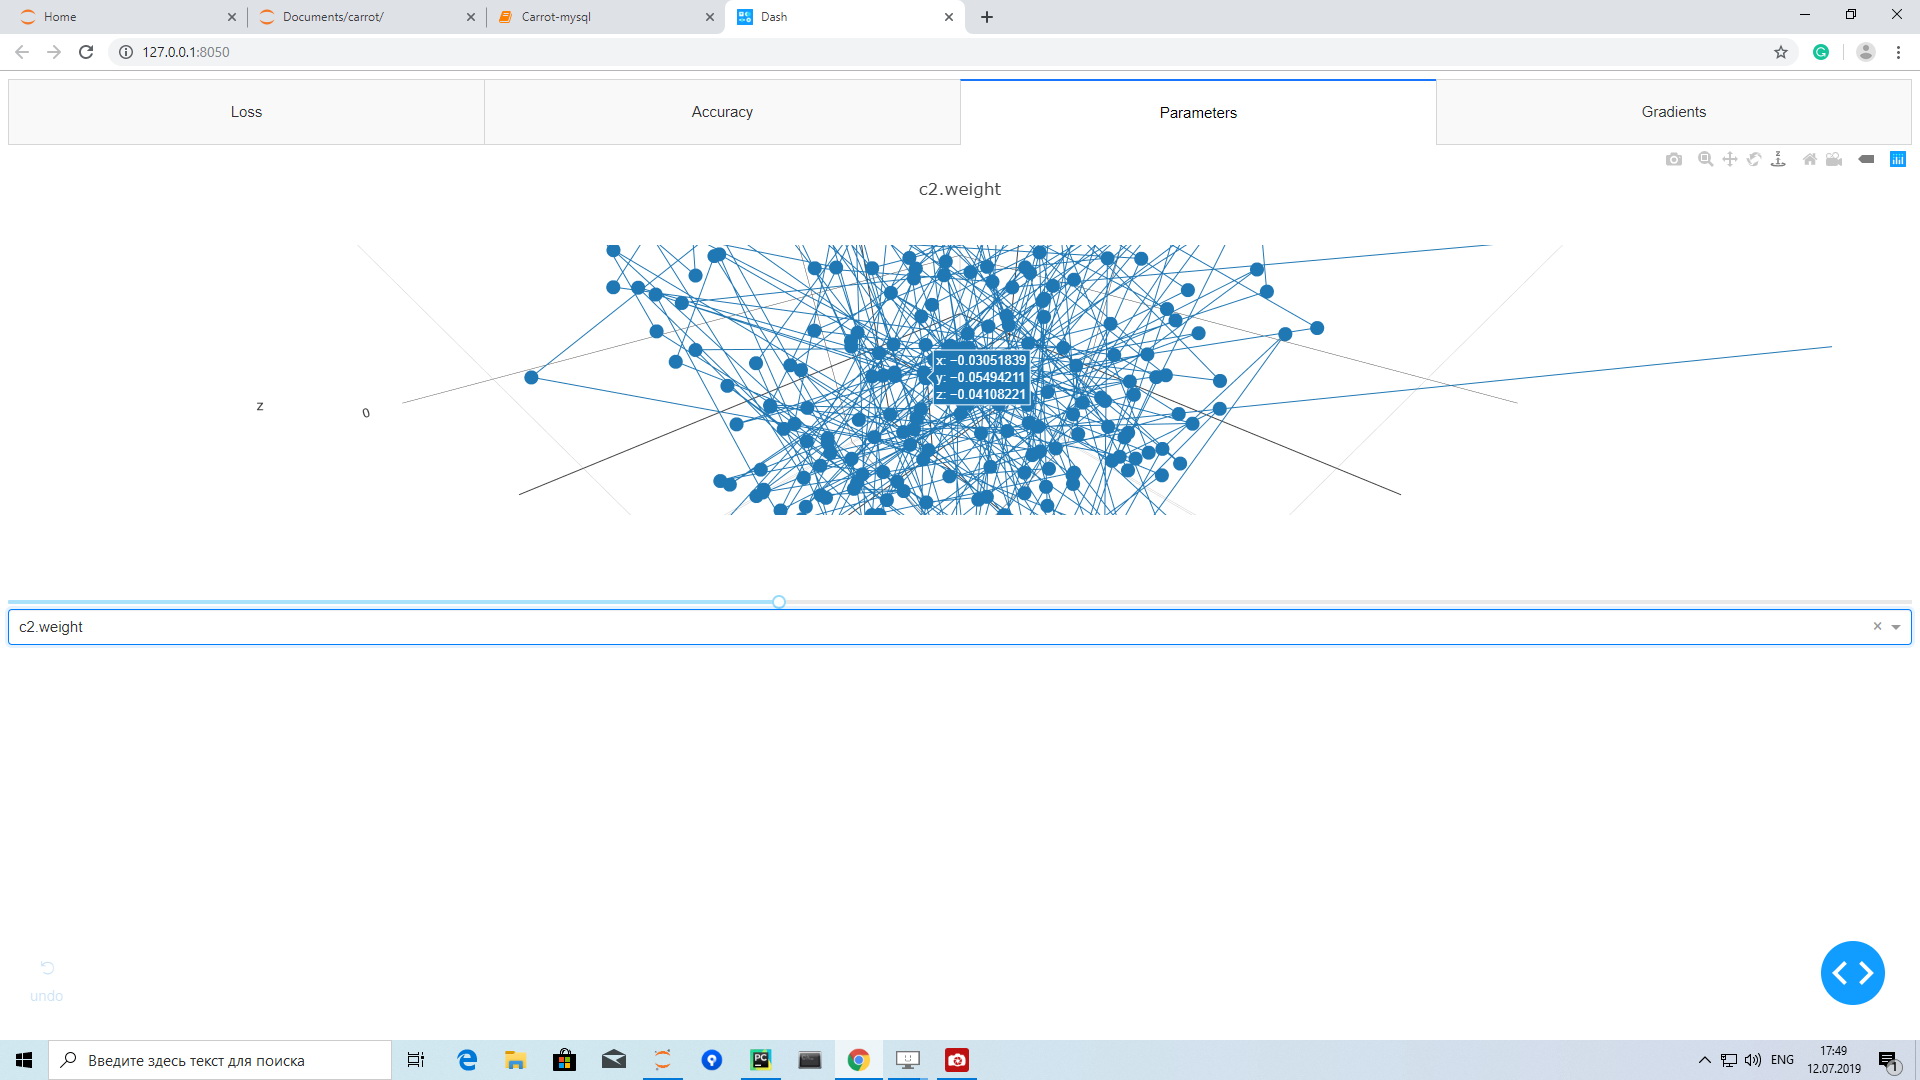 Home
Documents/carrot/
Carrot-mysql
Dash
127.0.0.1:8050
Loss
Accuracy
Parameters
Gradients
c2.weight
x: −0.03051839
y: −0.05494211
z: −0.04108221
z
0
c2.weight
undo
Введите здесь текст для поиска
PC
ENG
17:49
12.07.2019
1